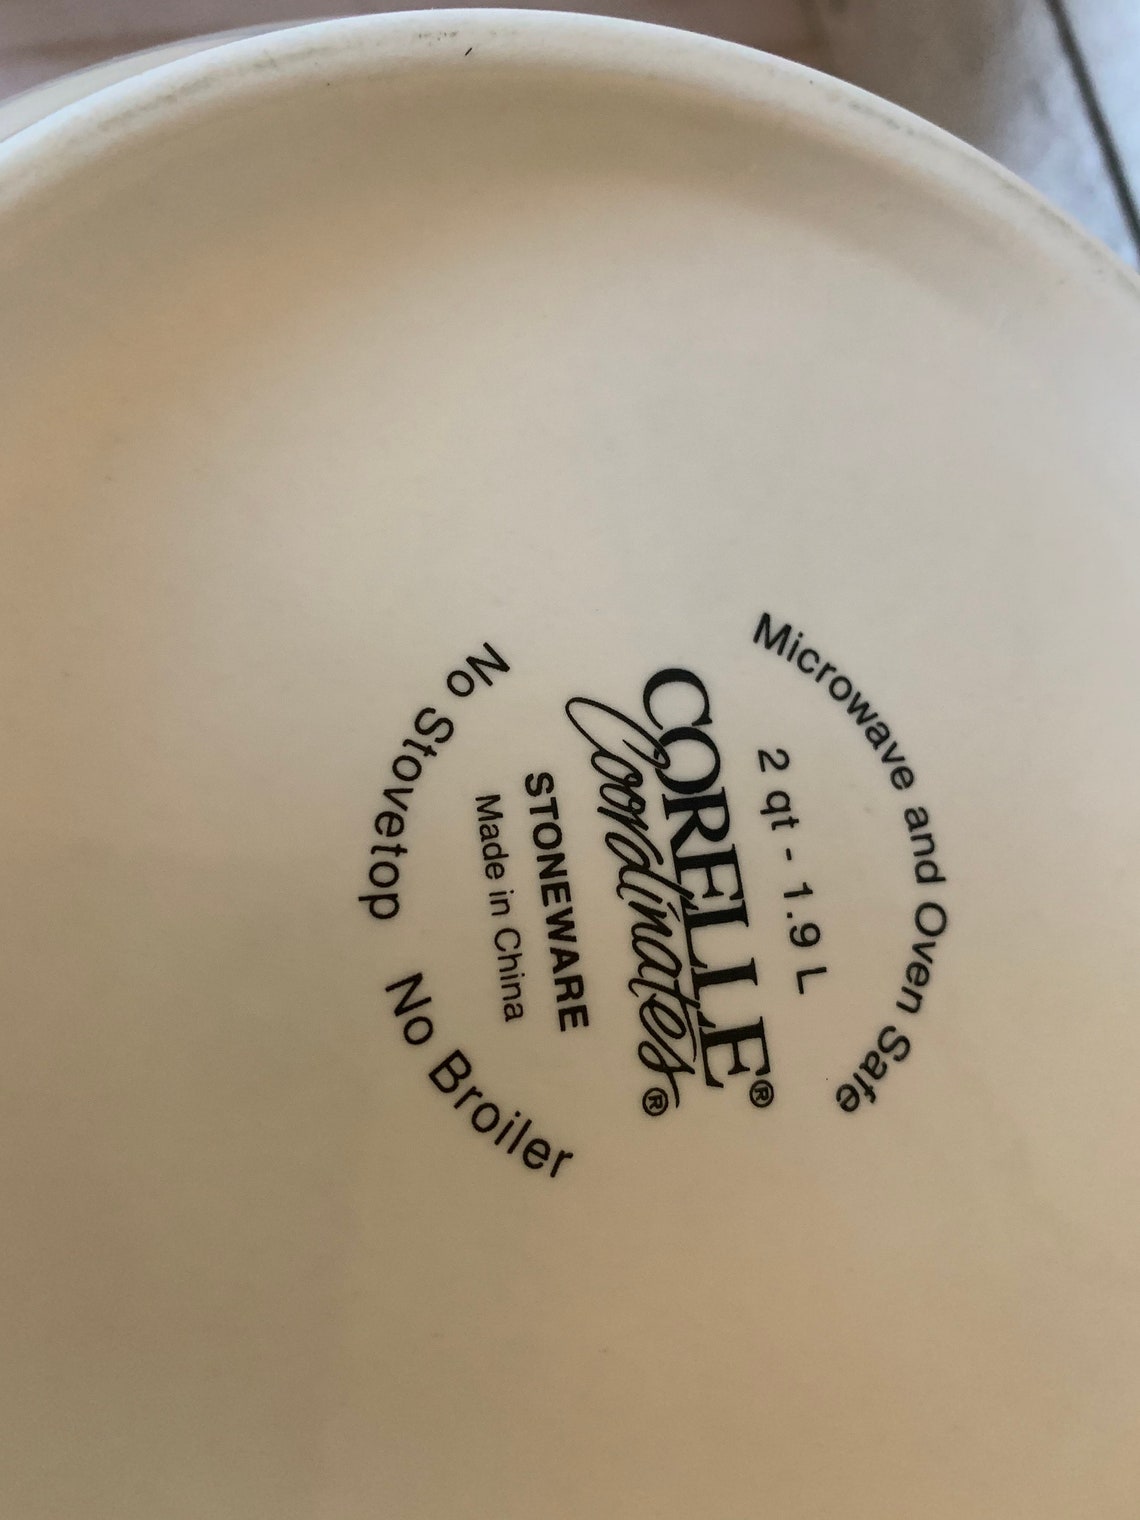 Microwave and Oven Safe
2 qt - 1.9 L
CORELLE®
Coordinates®
STONEWARE
Made in China
No Stovetop No Broiler